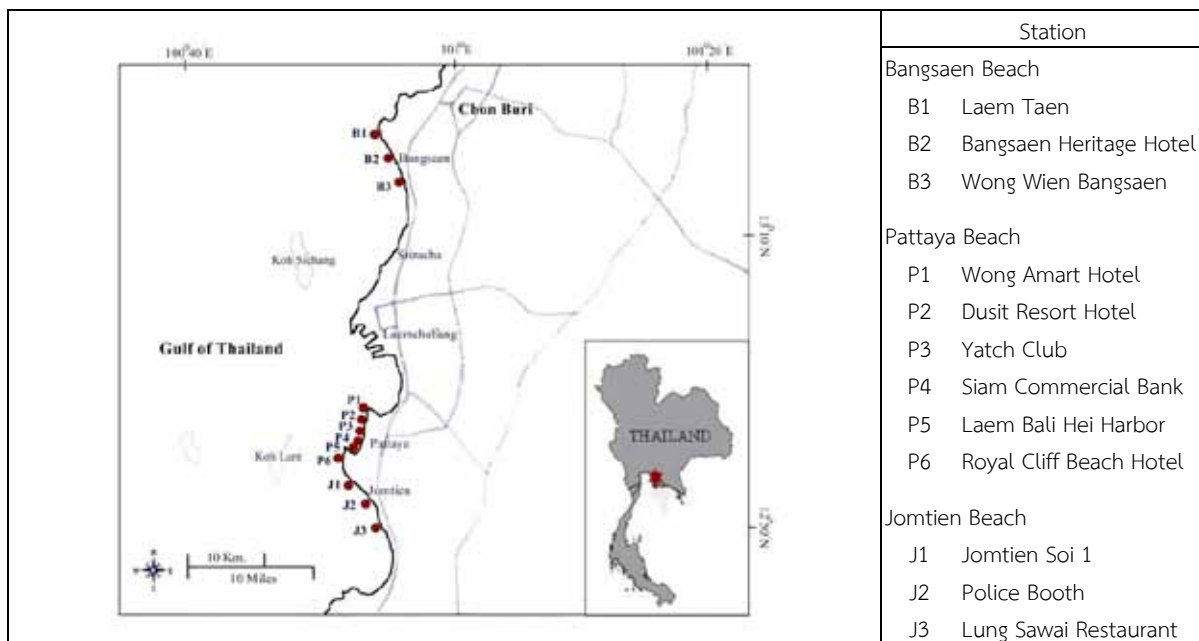 100°40 E
101°E
101°20 E
Chon Buri
B1
B2
Bangsaen
B3
13°10 N
Koh Sichang
Sriracha
Gulf of Thailand
P1
P2
P3
P4
Pattaya
P5
P6
Koh Larn
J1
Jomtien
J2
J3
12°50 N
10 Km.
10 Miles
THAILAND
Station
Bangsaen Beach
B1 Laem Taen
B2 Bangsaen Heritage Hotel
B3 Wong Wien Bangsaen
Pattaya Beach
P1 Wong Amart Hotel
P2 Dusit Resort Hotel
P3 Yatch Club
P4 Siam Commercial Bank
P5 Laem Bali Hei Harbor
P6 Royal Cliff Beach Hotel
Jomtien Beach
J1 Jomtien Soi 1
J2 Police Booth
J3 Lung Sawai Restaurant